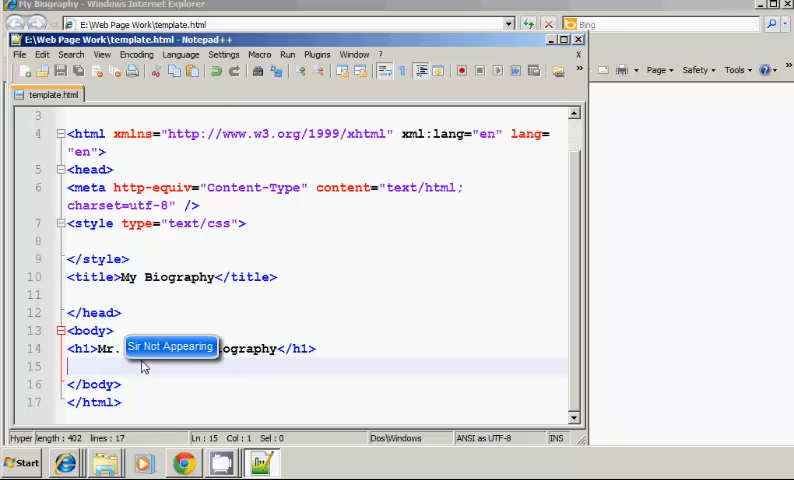 My Biography - Windows Internet Explorer
E:\Web Page Work\template.html
Bing
E:\Web Page Work\template.html - Notepad++
File Edit Search View Encoding Language Settings Macro Run Plugins Window ?
X
Page Safety Tools
template.html
3
4 <html xmlns="http://www.w3.org/1999/xhtml" xml:lang="en" lang=
"en">
5 <head>
6 <meta http-equiv="Content-Type" content="text/html;
charset=utf-8" />
7 <style type="text/css">
8
9 </style>
10 <title>My Biography</title>
11
12 </head>
13 <body>
14 <h1>Mr. Sir Not Appearing iography</h1>
15
16 </body>
17 </html>
Hyper length : 402 lines : 17 Ln : 15 Col : 1 Sel : 0 Dos\Windows ANSI as UTF-8 INS
Start